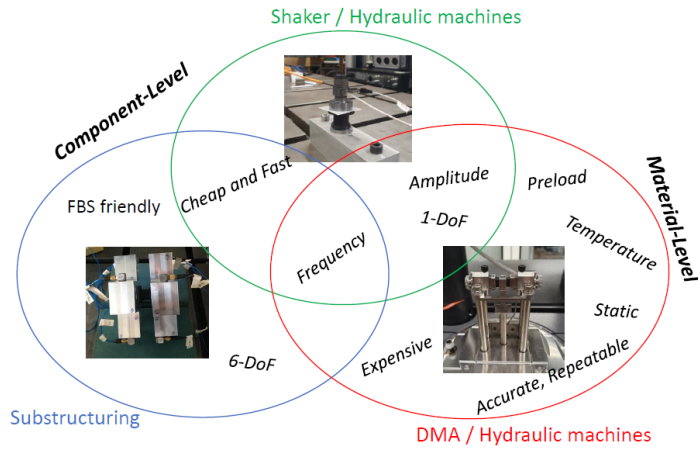 Shaker / Hydraulic machines
Component-Level
Material-Level
Cheap and Fast
Amplitude
Preload
FBS friendly
1-DoF
Temperature
Frequency
Static
Expensive
6-DoF
Accurate, Repeatable
Substructuring
DMA / Hydraulic machines